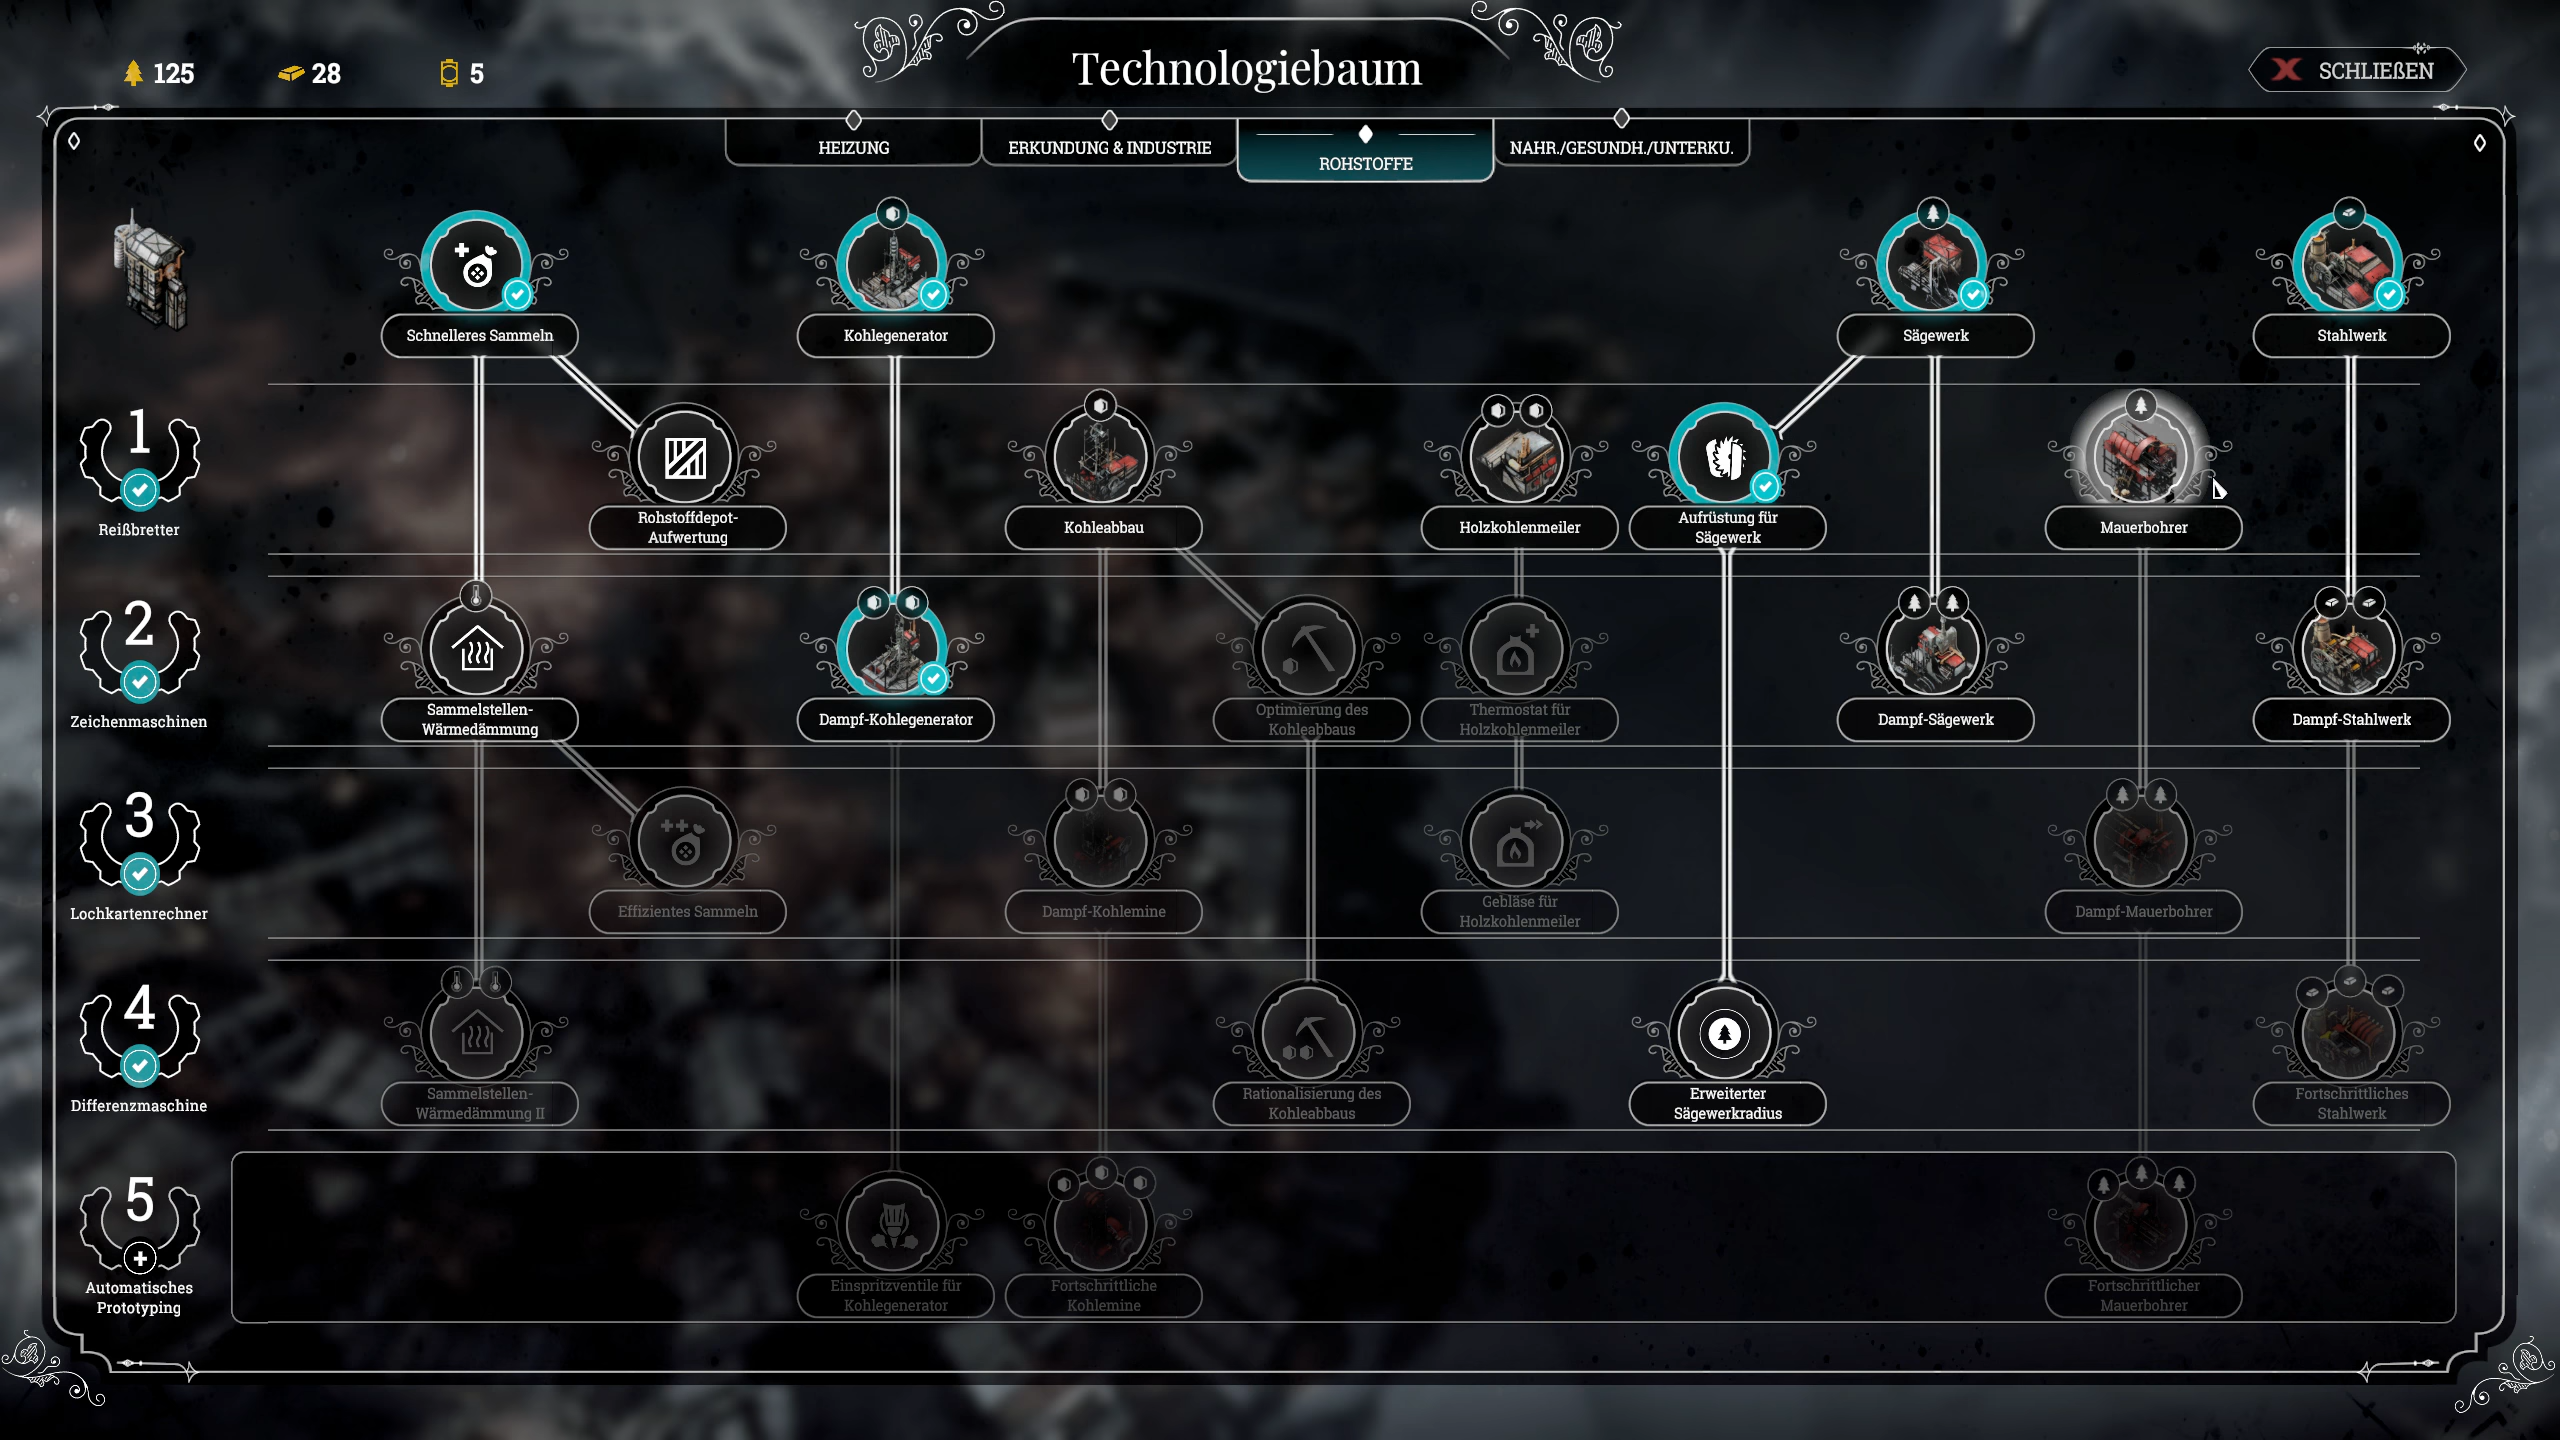 125
28
5
Technologiebaum
SCHLIEẞEN
HEIZUNG
ERKUNDUNG & INDUSTRIE
ROHSTOFFE
NAHR./GESUNDH./UNTERKU.
Schnelleres Sammeln
Kohlegenerator
Sägewerk
Stahlwerk
1
Reißbretter
Rohstoffdepot-
Aufwertung
Kohleabbau
Holzkohlenmeiler
Aufrüstung für
Sägewerk
Mauerbohrer
2
Zeichenmaschinen
Sammelstellen-
Wärmedämmung
Dampf-Kohlegenerator
Optimierung des
Kohleabbaus
Thermostat für
Holzkohlenmeiler
Dampf-Sägewerk
Dampf-Stahlwerk
3
Lochkartenrechner
Effizientes Sammeln
Dampf-Kohlemine
Gebläse für
Holzkohlenmeiler
Dampf-Mauerbohrer
4
Differenzmaschine
Sammelstellen-
Wärmedämmung II
Rationalisierung des
Kohleabbaus
Erweiterter
Sägewerkradius
Fortschrittliches
Stahlwerk
5
Automatisches
Prototyping
Einspritzventile für
Kohlegenerator
Fortschrittliche
Kohlemine
Fortschrittlicher
Mauerbohrer